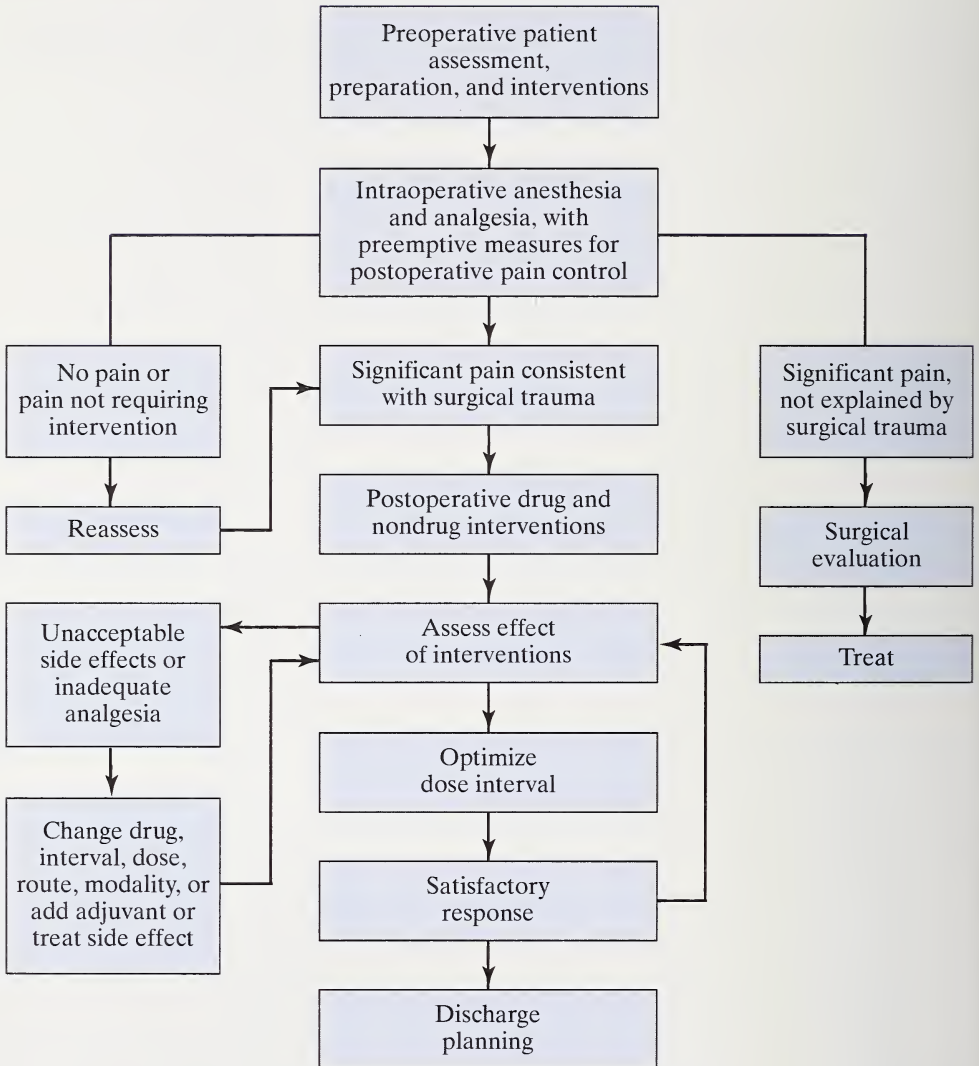 Preoperative patient
assessment,
preparation, and interventions
Intraoperative anesthesia
and analgesia, with
preemptive measures for
postoperative pain control
No pain or
pain not requiring
intervention
Significant pain consistent
with surgical trauma
Significant pain,
not explained by
surgical trauma
Reassess
Postoperative drug and
nondrug interventions
Surgical
evaluation
Unacceptable
side effects or
inadequate
analgesia
Assess effect
of interventions
Treat
Optimize
dose interval
Change drug,
interval, dose,
route, modality, or
add adjuvant or
treat side effect
Satisfactory
response
Discharge
planning